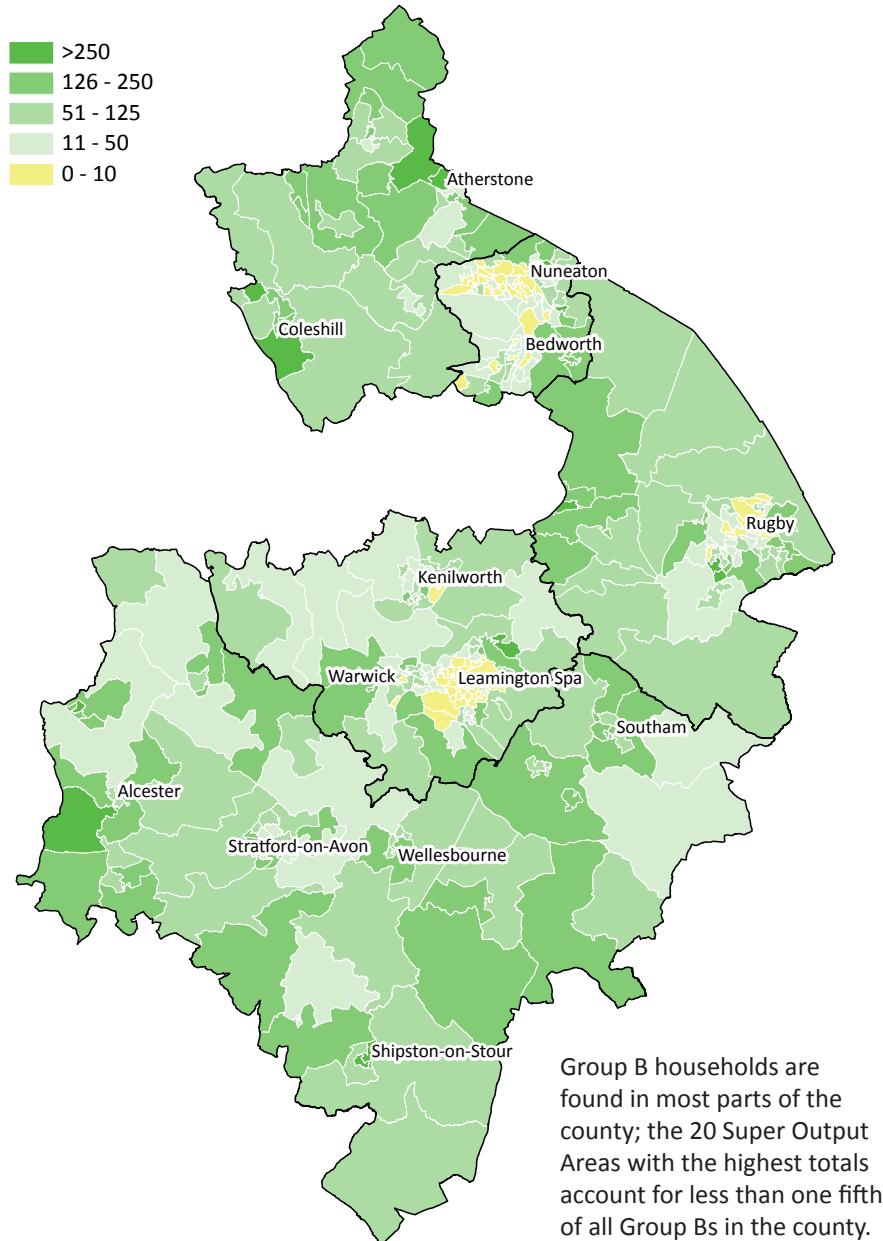 >250
126 - 250
51 - 125
11 - 50
0 - 10
Atherstone
Nuneaton
Coleshill
Bedworth
Rugby
Kenilworth
Warwick
Leamington Spa
Southam
Alcester
Stratford-on-Avon
Wellesbourne
Shipston-on-Stour
Group B households are
found in most parts of the
county; the 20 Super Output
Areas with the highest totals
account for less than one fifth
of all Group Bs in the county.